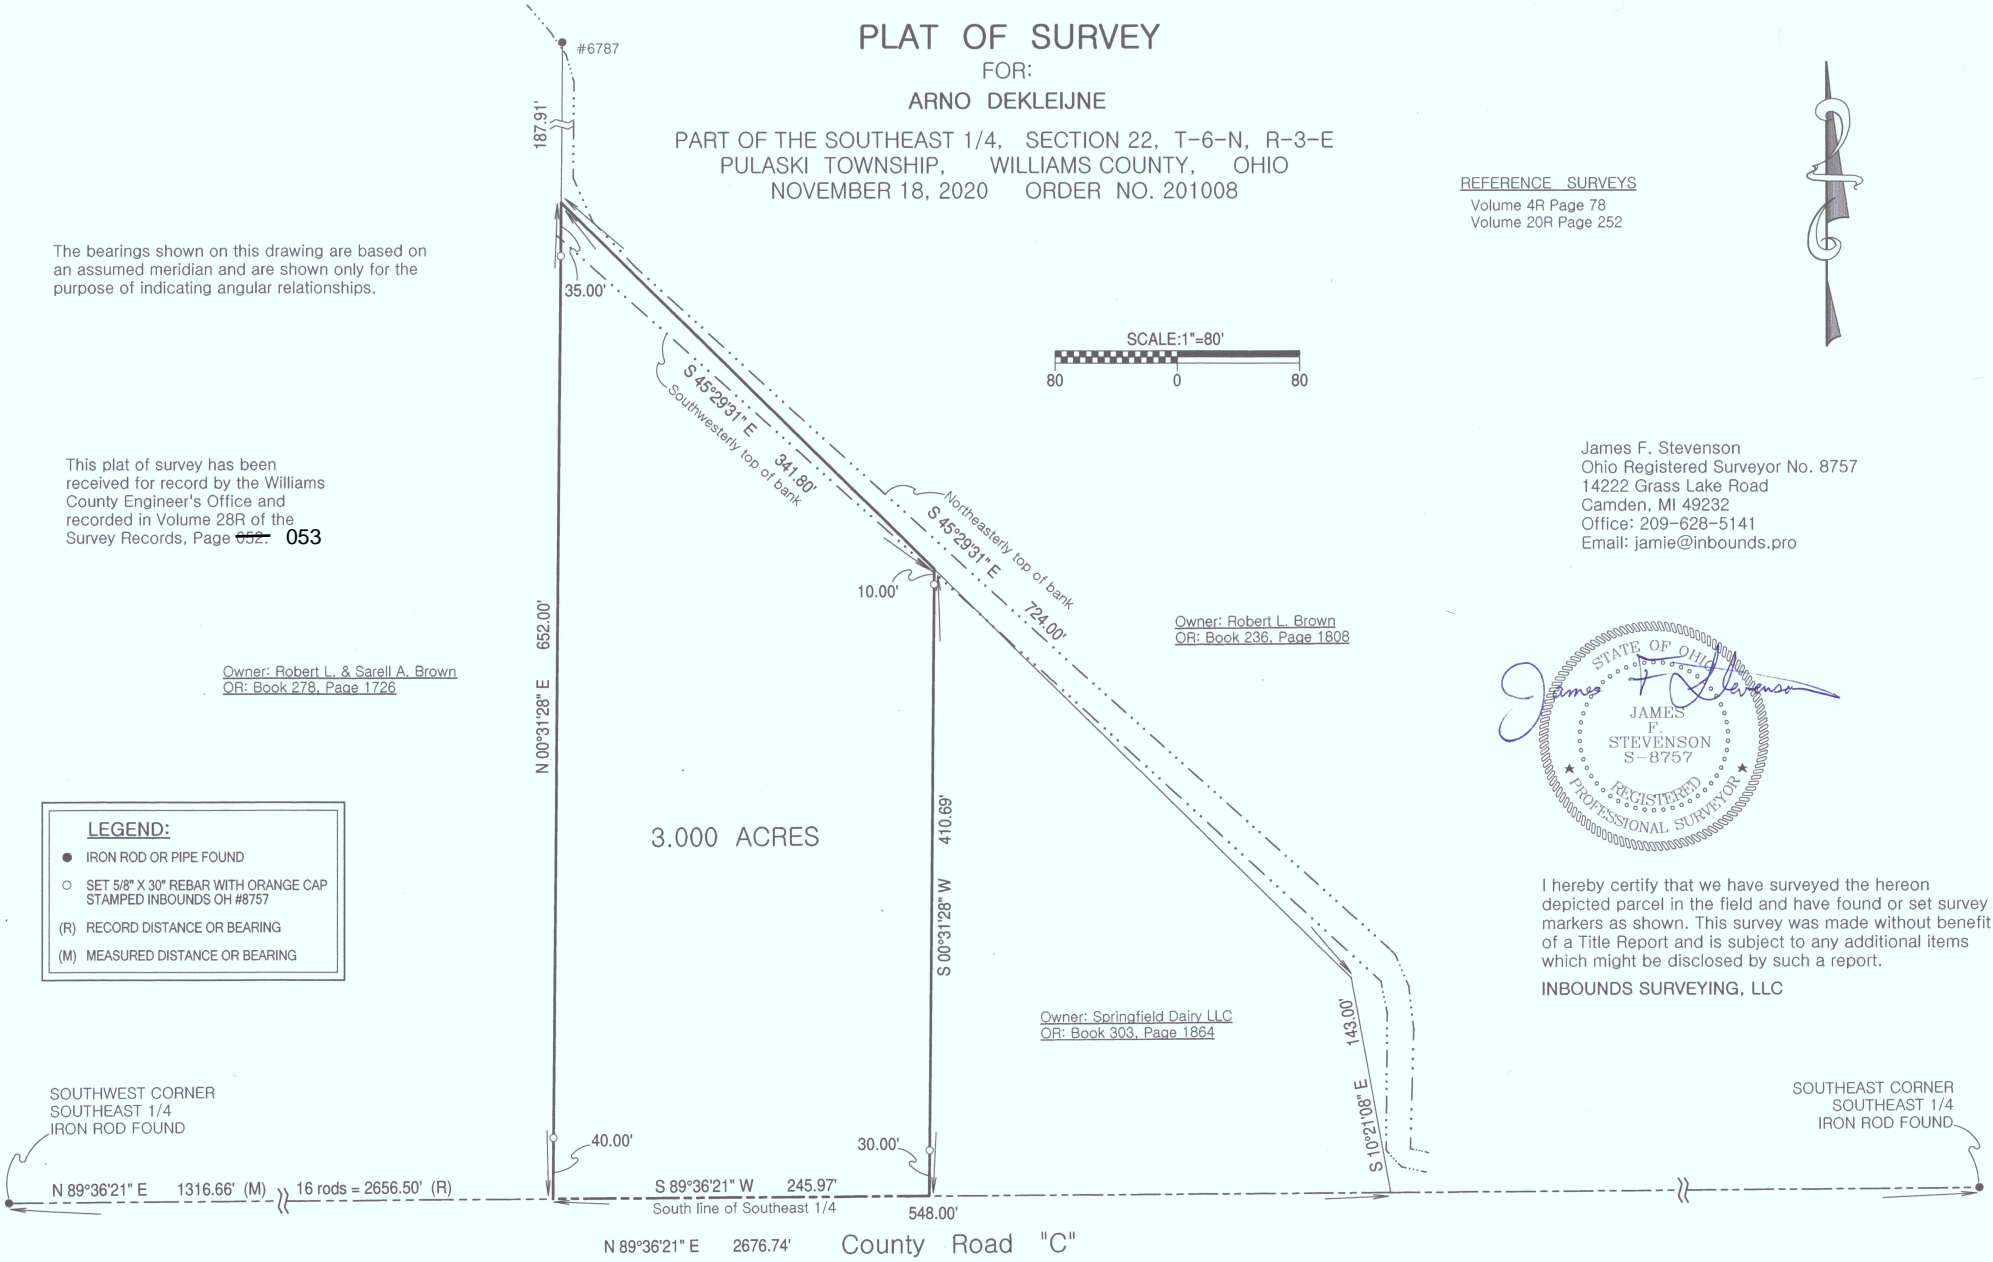 PLAT OF SURVEY
FOR:
ARNO DEKLEIJNE
PART OF THE SOUTHEAST 1/4, SECTION 22, T-6-N, R-3-E
PULASKI TOWNSHIP, WILLIAMS COUNTY, OHIO
NOVEMBER 18, 2020 ORDER NO. 201008
#6787
187.91'
REFERENCE SURVEYS
Volume 4R Page 78
Volume 20R Page 252
The bearings shown on this drawing are based on
an assumed meridian and are shown only for the
purpose of indicating angular relationships.
35.00'
SCALE:1"=80'
80 0 80
S 45°29'31" E 341.80'
Southwesterly top of bank
Northeasterly top of bank
S 45°29'31" E 724.00'
This plat of survey has been
received for record by the Williams
County Engineer's Office and
recorded in Volume 28R of the
Survey Records, Page 052. 053
James F. Stevenson
Ohio Registered Surveyor No. 8757
14222 Grass Lake Road
Camden, MI 49232
Office: 209-628-5141
Email: jamie@inbounds.pro
10.00'
N 00°31'28" E 652.00'
Owner: Robert L. Brown
OR: Book 236, Page 1808
Owner: Robert L. & Sarell A. Brown
OR: Book 278, Page 1726
STATE OF OHIO
James F Stevenson
JAMES
F.
STEVENSON
S-8757
REGISTERED
PROFESSIONAL SURVEYOR
LEGEND:
IRON ROD OR PIPE FOUND
SET 5/8" X 30" REBAR WITH ORANGE CAP
STAMPED INBOUNDS OH #8757
(R) RECORD DISTANCE OR BEARING
(M) MEASURED DISTANCE OR BEARING
3.000 ACRES
S 00°31'28" W 410.69'
I hereby certify that we have surveyed the hereon
depicted parcel in the field and have found or set survey
markers as shown. This survey was made without benefit
of a Title Report and is subject to any additional items
which might be disclosed by such a report.
INBOUNDS SURVEYING, LLC
Owner: Springfield Dairy LLC
OR: Book 303, Page 1864
S 10°21'08" E 143.00'
SOUTHWEST CORNER
SOUTHEAST 1/4
IRON ROD FOUND
SOUTHEAST CORNER
SOUTHEAST 1/4
IRON ROD FOUND
40.00'
30.00'
N 89°36'21" E 1316.66' (M) 16 rods = 2656.50' (R)
S 89°36'21" W 245.97'
South line of Southeast 1/4
548.00'
N 89°36'21" E 2676.74' County Road "C"